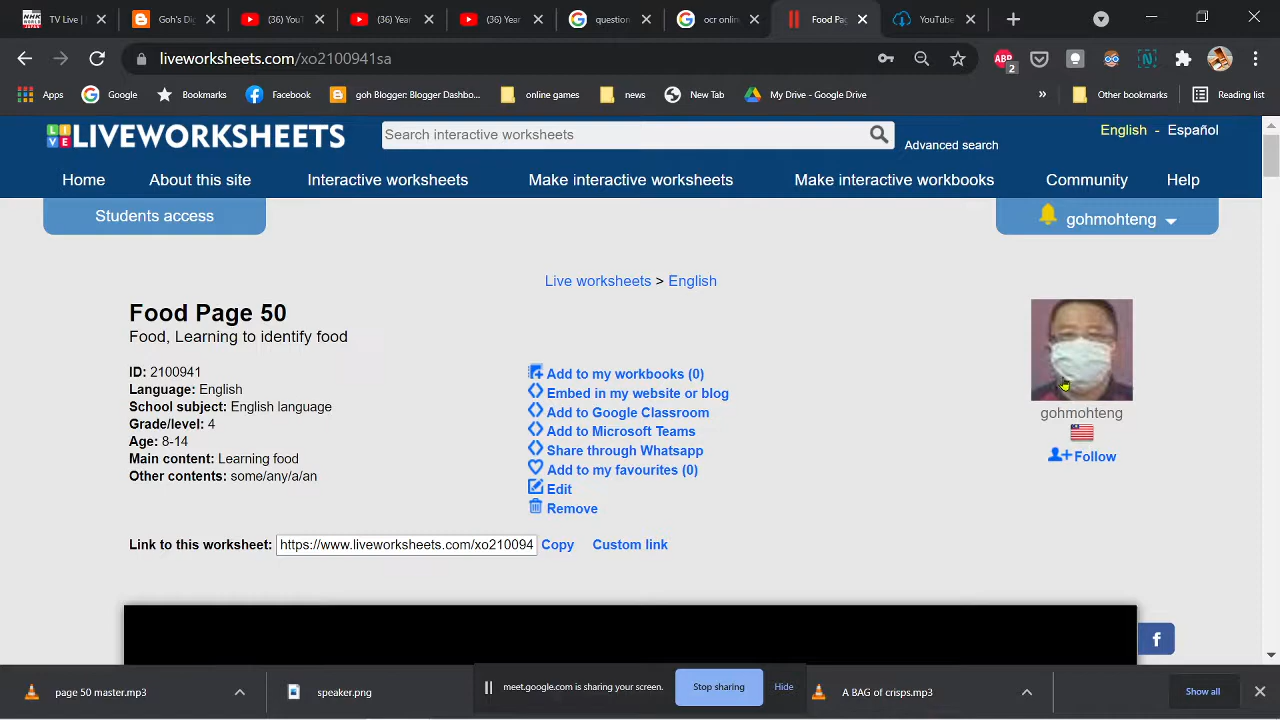 TV Live |
Goh's Dig
(36) YouT
(36) Year
(36) Year
question
ocr onlin
Food Pa
YouTube
liveworksheets.com/xo2100941sa
ABP
2
Apps
Google
Bookmarks
Facebook
goh Blogger: Blogger Dashbo...
online games
news
New Tab
My Drive - Google Drive
»
Other bookmarks
Reading list
LIVE LIVEWORKSHEETS
Search interactive worksheets
Advanced search
English - Español
Home
About this site
Interactive worksheets
Make interactive worksheets
Make interactive workbooks
Community
Help
Students access
gohmohteng
Live worksheets > English
Food Page 50
Food, Learning to identify food
ID: 2100941
Language: English
School subject: English language
Grade/level: 4
Age: 8-14
Main content: Learning food
Other contents: some/any/a/an
Add to my workbooks (0)
Embed in my website or blog
Add to Google Classroom
Add to Microsoft Teams
Share through Whatsapp
Add to my favourites (0)
Edit
Remove
gohmohteng
Follow
Link to this worksheet: https://www.liveworksheets.com/xo210094 Copy Custom link
f
page 50 master.mp3
speaker.png
meet.google.com is sharing your screen.
Stop sharing
Hide
A BAG of crisps.mp3
Show all